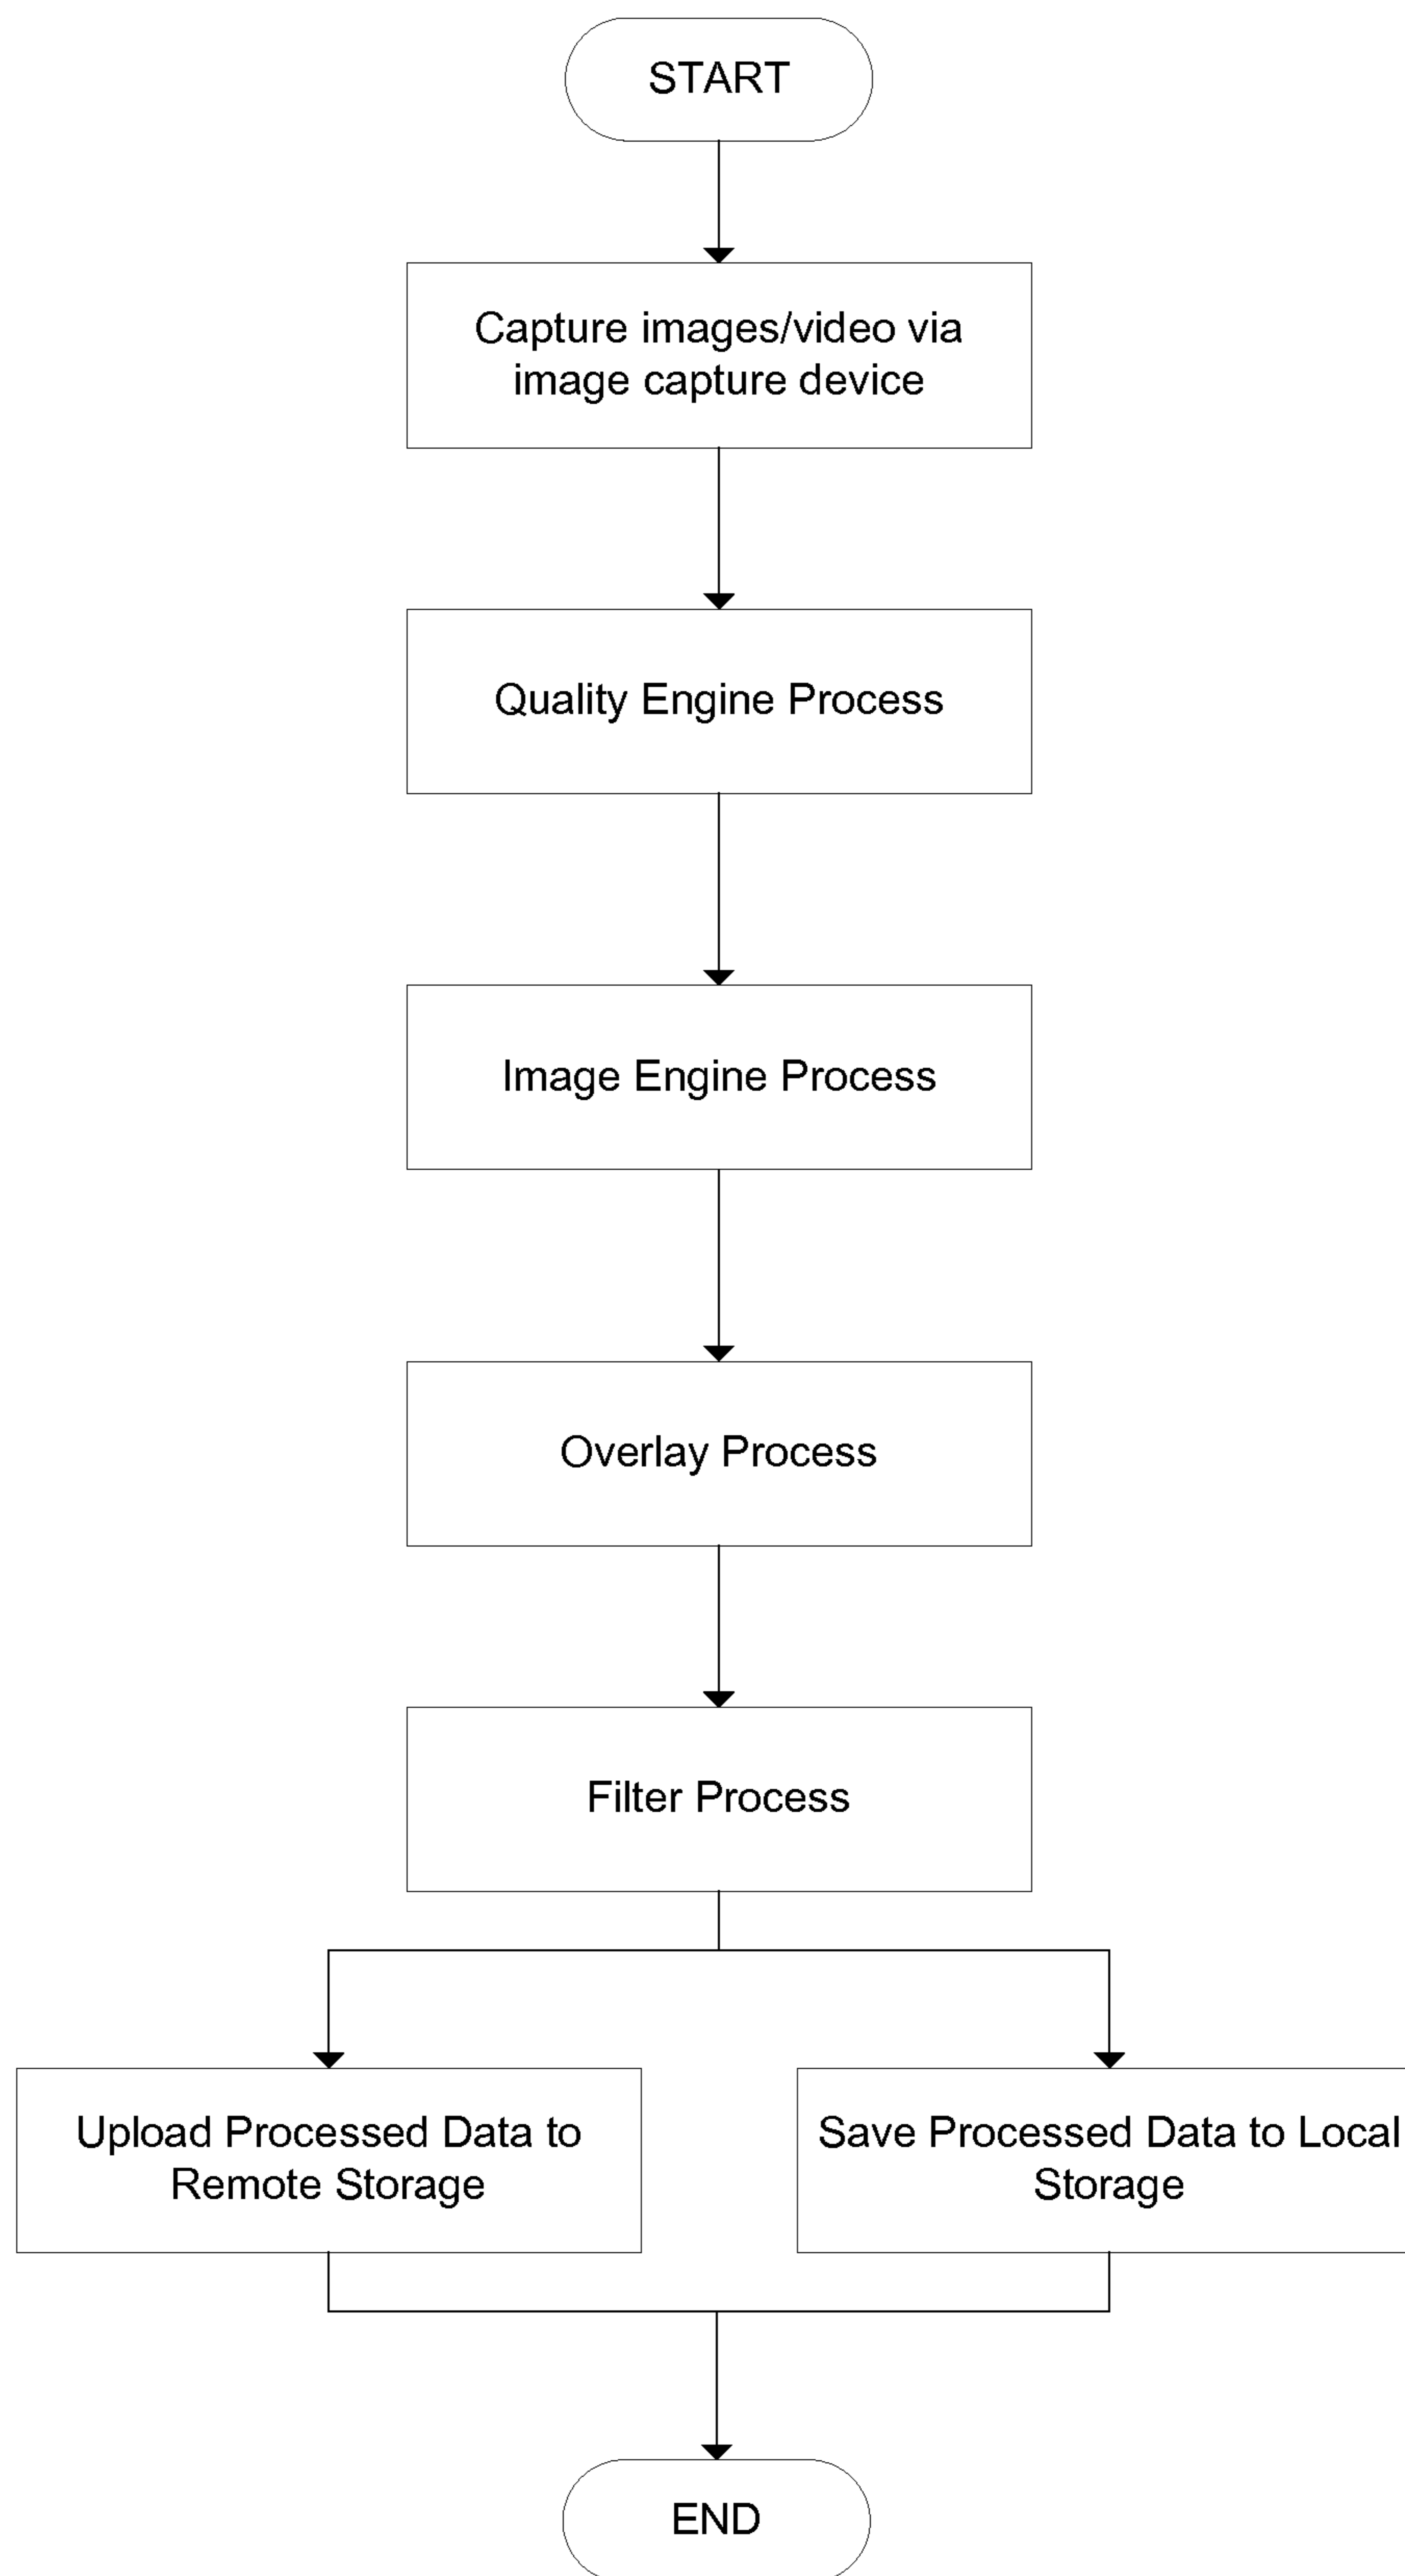 START
Capture images/video via
image capture device
Quality Engine Process
Image Engine Process
Overlay Process
Filter Process
Upload Processed Data to
Remote Storage
Save Processed Data to Local
Storage
END